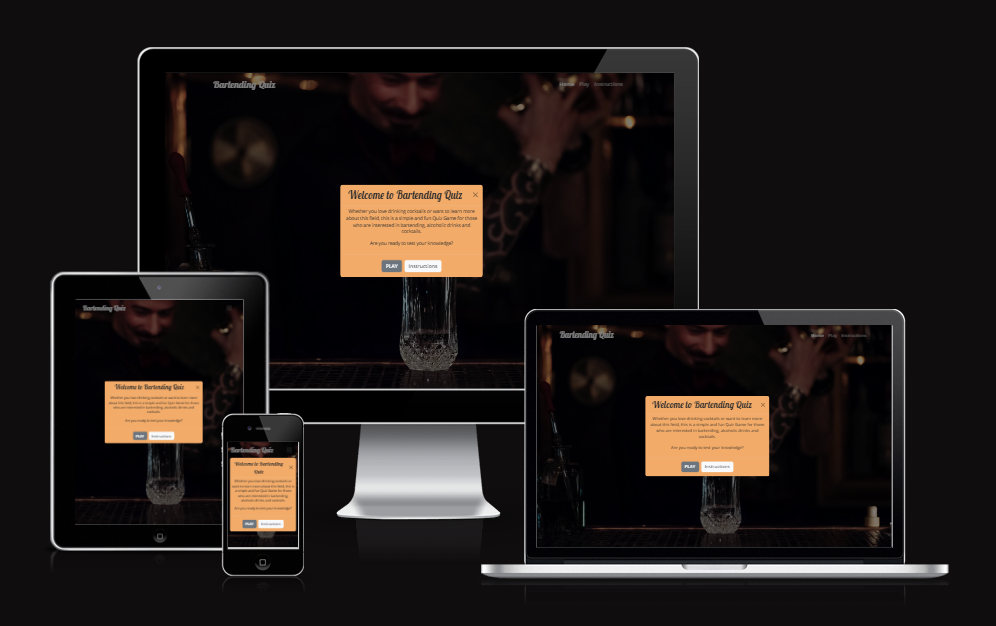 Bartending Quiz
Home Play Instructions
Welcome to Bartending Quiz ×
Whether you love drinking cocktails or want to learn more
about this field, this is a simple and fun Quiz Game for those
who are interested in bartending, alcoholic drinks and
cocktails.
Are you ready to test your knowledge?
PLAY Instructions
Bartending Quiz
Welcome to Bartending Quiz ×
Whether you love drinking cocktails or want to learn more
about this field, this is a simple and fun Quiz Game for those
who are interested in bartending, alcoholic drinks and
cocktails.
Are you ready to test your knowledge?
PLAY Instructions
Bartending Quiz
Welcome to Bartending
Quiz ×
Whether you love drinking cocktails or
want to learn more about this field, this is
a simple and fun Quiz Game for those
who are interested in bartending,
alcoholic drinks and cocktails.
Are you ready to test your knowledge?
PLAY Instructions
Bartending Quiz
Home Play Instructions
Welcome to Bartending Quiz ×
Whether you love drinking cocktails or want to learn more
about this field, this is a simple and fun Quiz Game for those
who are interested in bartending, alcoholic drinks and
cocktails.
Are you ready to test your knowledge?
PLAY Instructions